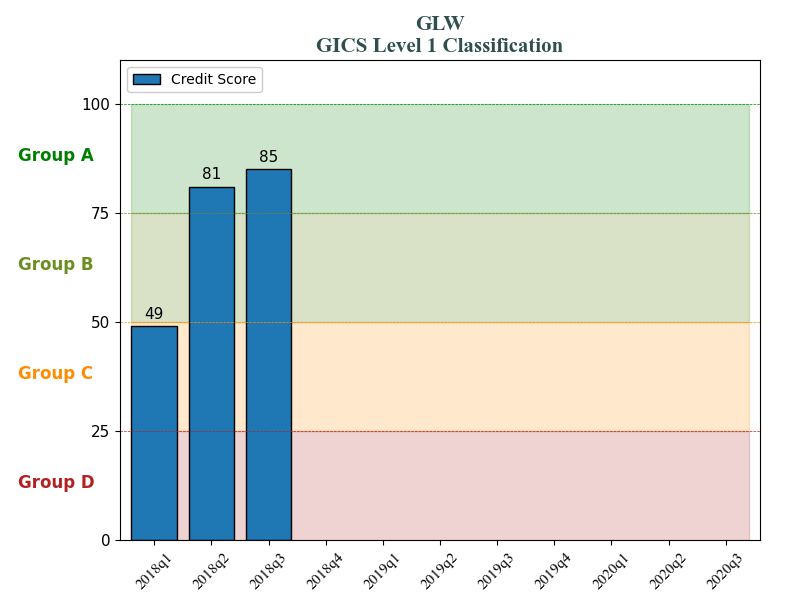 GLW
GICS Level 1 Classification
Credit Score
100
Group A
85
81
75
Group B
50
49
Group C
25
Group D
0
2018q1 2018q2 2018q3 2018q4 2019q1 2019q2 2019q3 2019q4 2020q1 2020q2 2020q3